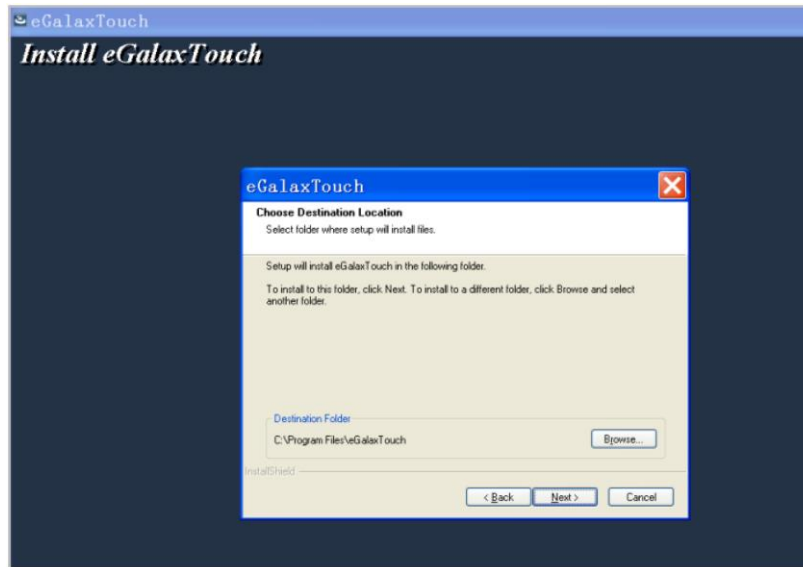 eGalaxTouch
Install eGalaxTouch
eGalaxTouch
Choose Destination Location
Select folder where setup will install files.
Setup will install eGalaxTouch in the following folder.
To install to this folder, click Next. To install to a different folder, click Browse and select
another folder.
Destination Folder
C:\Program Files\eGalaxTouch
Browse...
InstallShield
< Back
Next >
Cancel